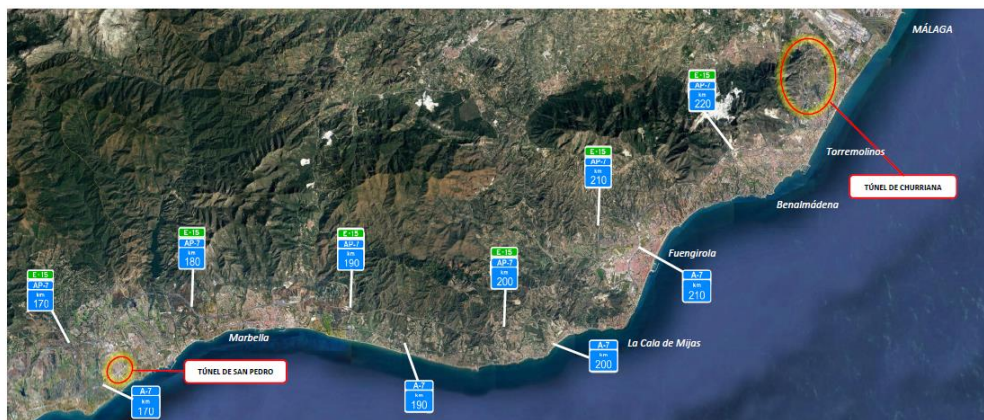 MÁLAGA
E-15
AP-7
km
220
Torremolinos
TÚNEL DE CHURRIANA
E-15
AP-7
km
210
Benalmádena
E-15
AP-7
km
180
E-15
AP-7
km
190
E-15
AP-7
km
200
Fuengirola
A-7
km
210
E-15
AP-7
km
170
Marbella
La Cala de Mijas
A-7
km
200
TÚNEL DE SAN PEDRO
A-7
km
170
A-7
km
190